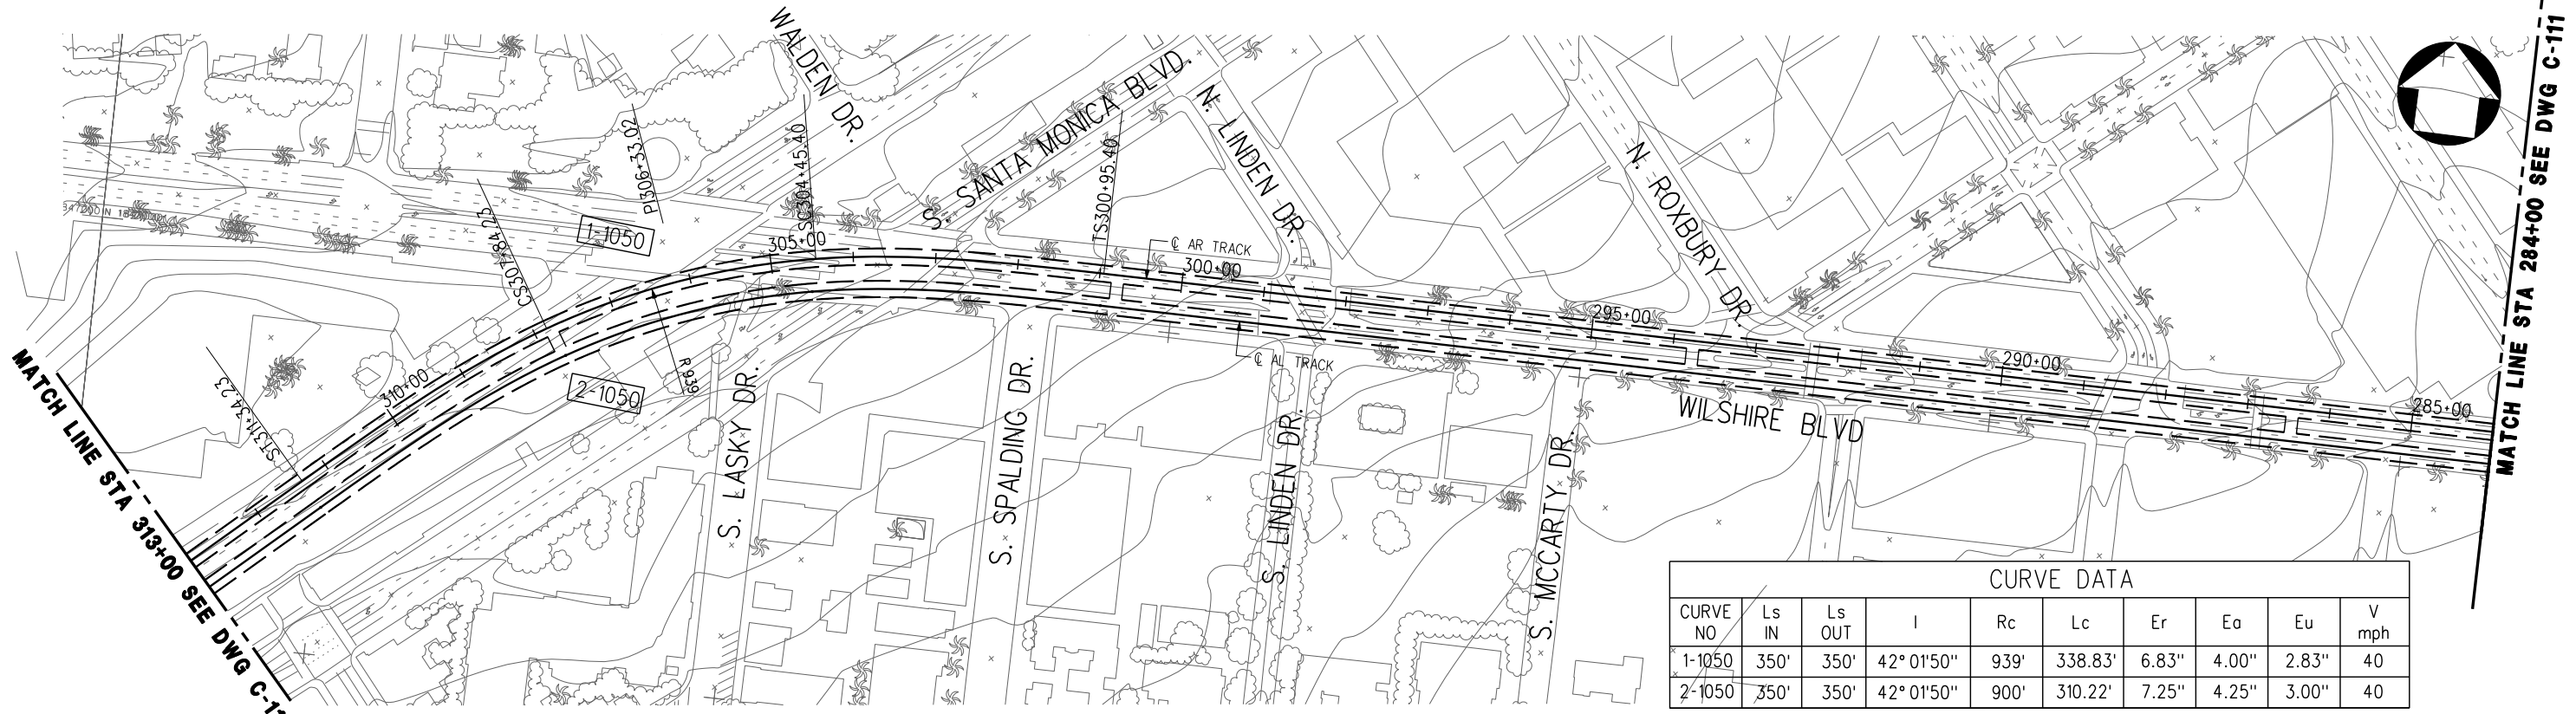 WALDEN DR.
S. SANTA MONICA BLVD.
N. LINDEN DR.
N. ROXBURY DR.
MATCH LINE STA 284+00 SEE DWG C-111
PI306+33.02
SC304+45.40
TS300+95.40
CS307+84.23
ST311+34.23
1-1050
2-1050
305+00
℄ AR TRACK
300+00
295+00
290+00
285+00
310+00
939' R
℄ AL TRACK
WILSHIRE BLVD
S. LASKY DR.
S. SPALDING DR.
S. LINDEN DR.
S. MCCARTY DR.
MATCH LINE STA 313+00 SEE DWG C-11
CURVE DATA
CURVE NO Ls IN Ls OUT I Rc Lc Er Ea Eu V mph
1-1050 350' 350' 42° 01'50" 939' 338.83' 6.83" 4.00" 2.83" 40
2-1050 350' 350' 42° 01'50" 900' 310.22' 7.25" 4.25" 3.00" 40